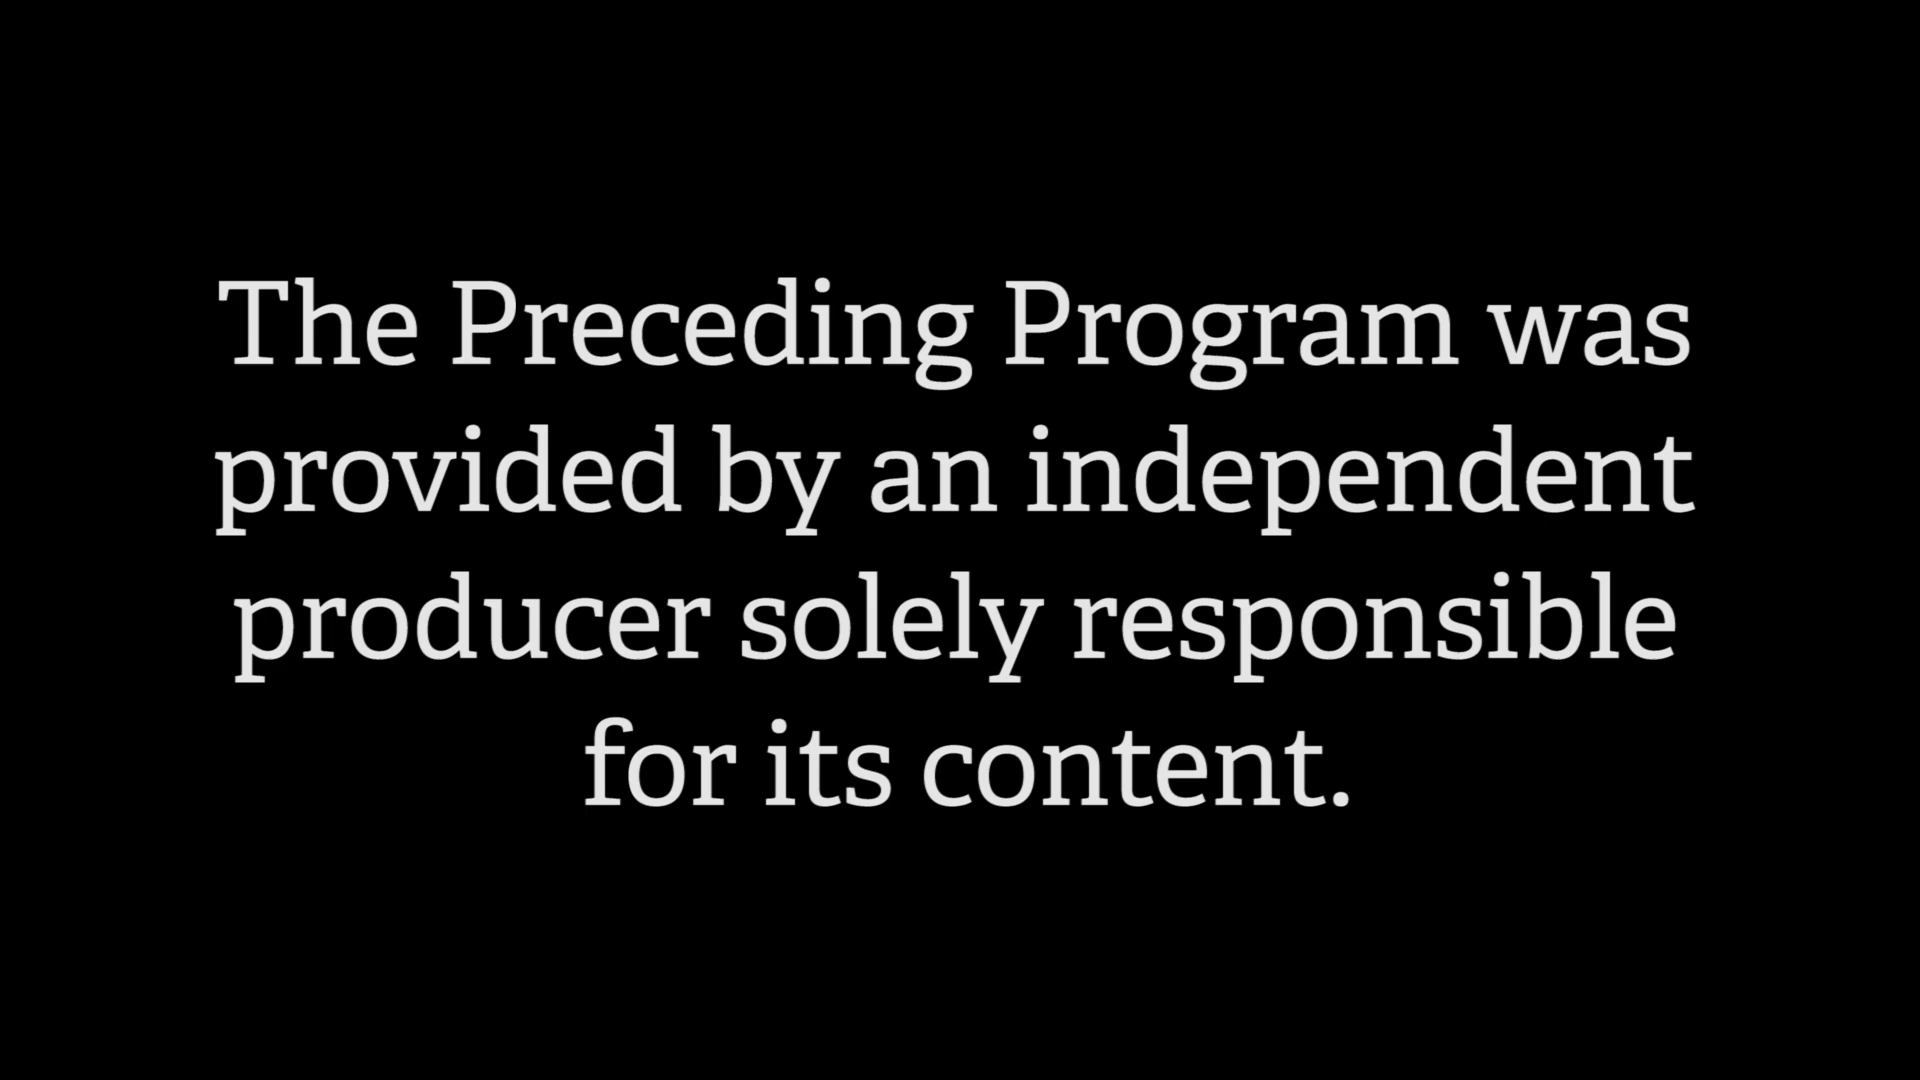 The Preceding Program was
provided by an independent
producer solely responsible
for its content.